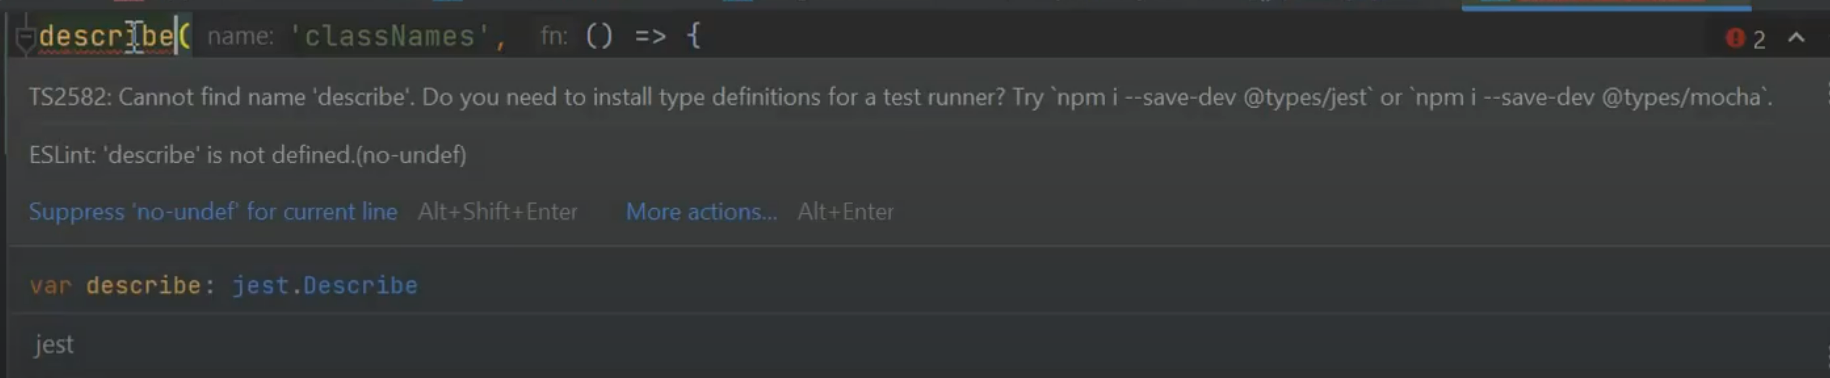 describe( name: 'classNames', fn: () => {
2
TS2582: Cannot find name 'describe'. Do you need to install type definitions for a test runner? Try `npm i --save-dev @types/jest` or `npm i --save-dev @types/mocha`.
ESLint: 'describe' is not defined.(no-undef)
Suppress 'no-undef' for current line Alt+Shift+Enter More actions... Alt+Enter
var describe: jest.Describe
jest